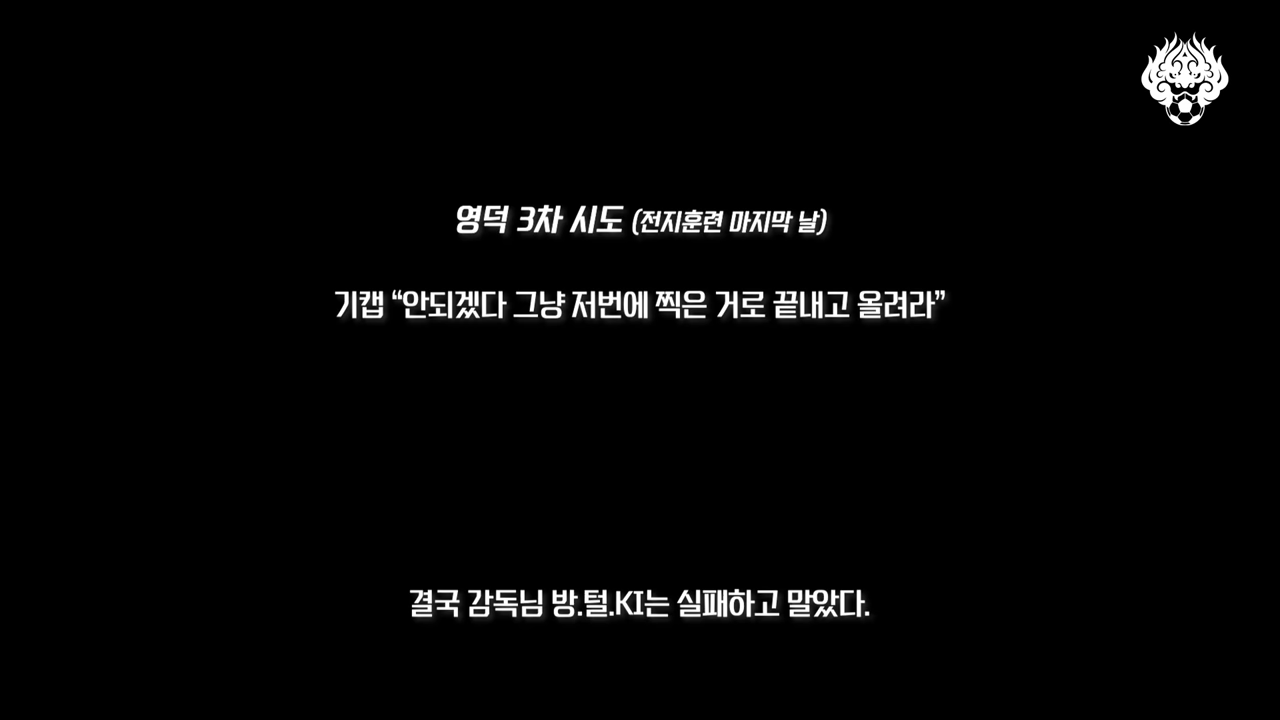 영덕 3차 시도 (전지훈련 마지막 날)
기캡 “안되겠다 그냥 저번에 찍은 거로 끝내고 올려라”
결국 감독님 방.털.KI는 실패하고 말았다.